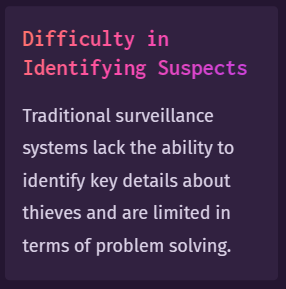 Difficulty in
Identifying Suspects
Traditional surveillance
systems lack the ability to
identify key details about
thieves and are limited in
terms of problem solving.